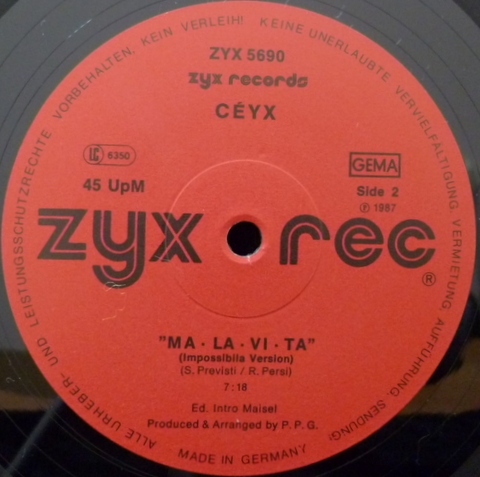 ALLE URHEBER- UND LEISTUNGSSCHUTZRECHTE VORBEHALTEN, KEIN VERLEIH! KEINE UNERLAUBTE VERVIELFÄLTIGUNG, VERMIETUNG, AUFFÜHRUNG, SENDUNG!
ZYX 5690
zyx records
CÉYX
LC 6350
GEMA
45 UpM
Side 2
℗ 1987
zyx rec ®
"MA · LA · VI · TA"
(Impossibila Version)
(S. Previsti / R. Persi)
7:18
Ed. Intro Maisel
Produced & Arranged by P. P. G.
MADE IN GERMANY